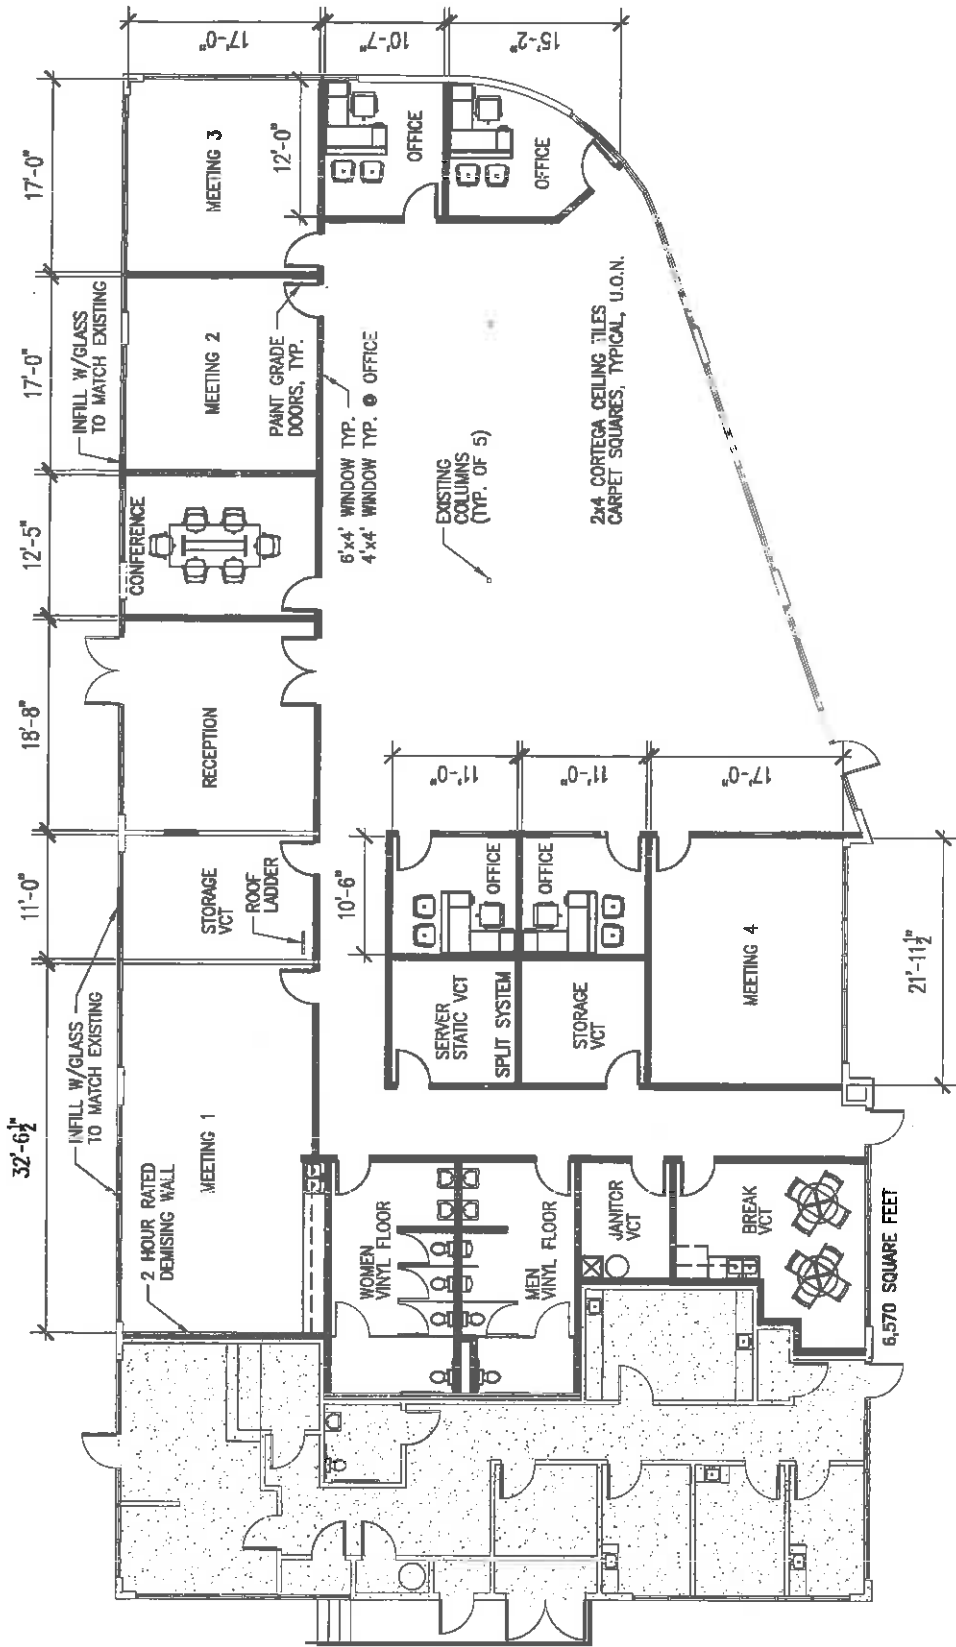 32'-6½"
11'-0"
18'-8"
12'-5"
17'-0"
17'-0"
INFILL W/GLASS
TO MATCH EXISTING
INFILL W/GLASS
TO MATCH EXISTING
2 HOUR RATED
DEMISING WALL
MEETING 1
STORAGE
VCT
ROOF
LADDER
RECEPTION
CONFERENCE
MEETING 2
PAINT GRADE
DOORS, TYP.
MEETING 3
17'-0"
12'-0"
10'-7"
15'-2"
OFFICE
OFFICE
6'x4' WINDOW TYP.
4'x4' WINDOW TYP. @ OFFICE
EXISTING
COLUMNS
(TYP. OF 5)
2x4 CORTEGA CEILING TILES
CARPET SQUARES, TYPICAL, U.O.N.
WOMEN
VINYL FLOOR
MEN
VINYL FLOOR
JANITOR
VCT
BREAK
VCT
SERVER
STATIC VCT
SPLIT SYSTEM
STORAGE
VCT
10'-6"
OFFICE
OFFICE
11'-0"
11'-0"
17'-0"
MEETING 4
21'-11½"
6,570 SQUARE FEET